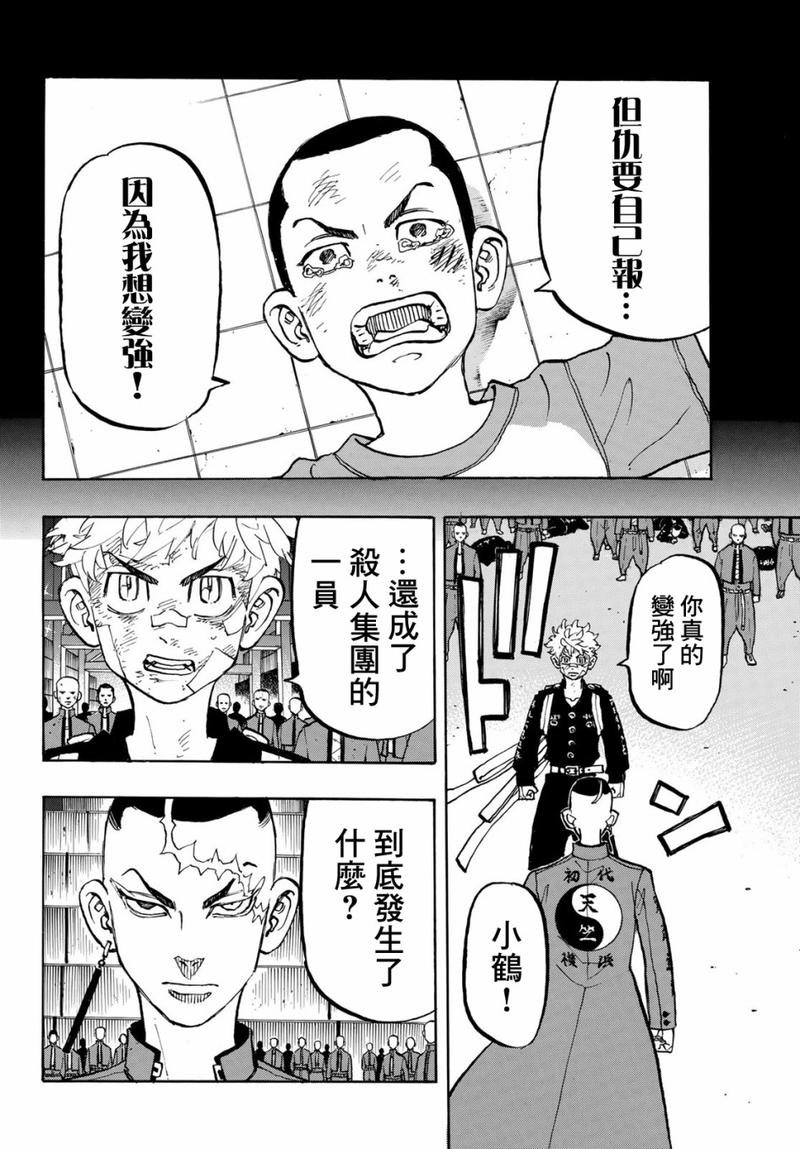 但仇要自己報…
因為我想變強！
你真的
變強了啊
小鶴！
初代
天竺
橫浜
…還成了
殺人集團的
一員
到底發生了
什麼？